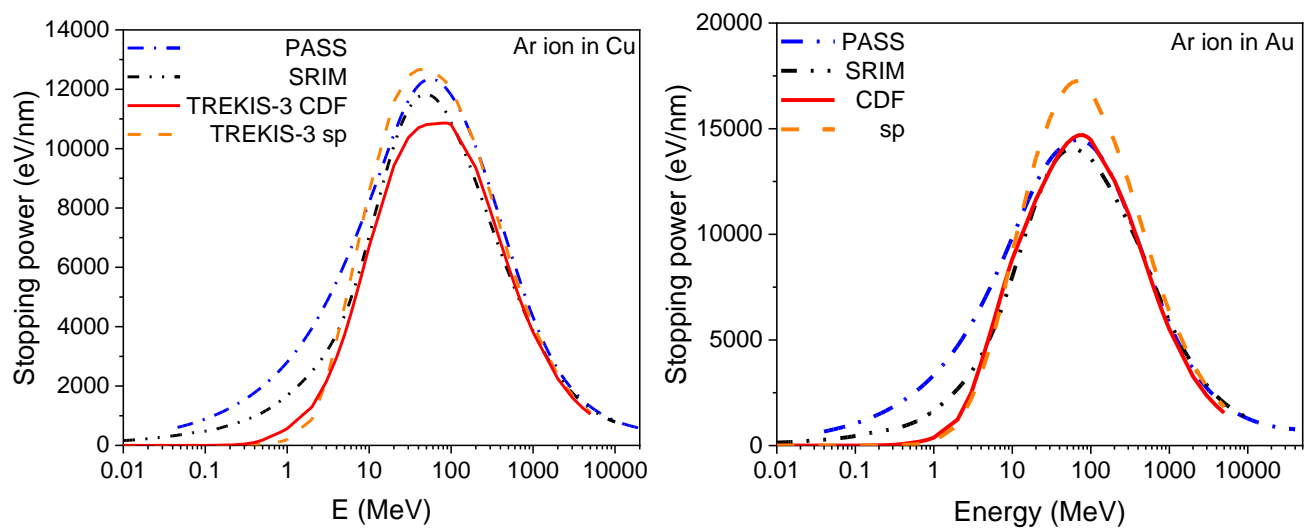 14000
12000
10000
8000
6000
4000
2000
0
Stopping power (eV/nm)
PASS
SRIM
TREKIS-3 CDF
TREKIS-3 sp
Ar ion in Cu
0.01 0.1 1 10 100 1000 10000
E (MeV)
20000
15000
10000
5000
0
Stopping power (eV/nm)
PASS
SRIM
CDF
sp
Ar ion in Au
0.01 0.1 1 10 100 1000 10000
Energy (MeV)